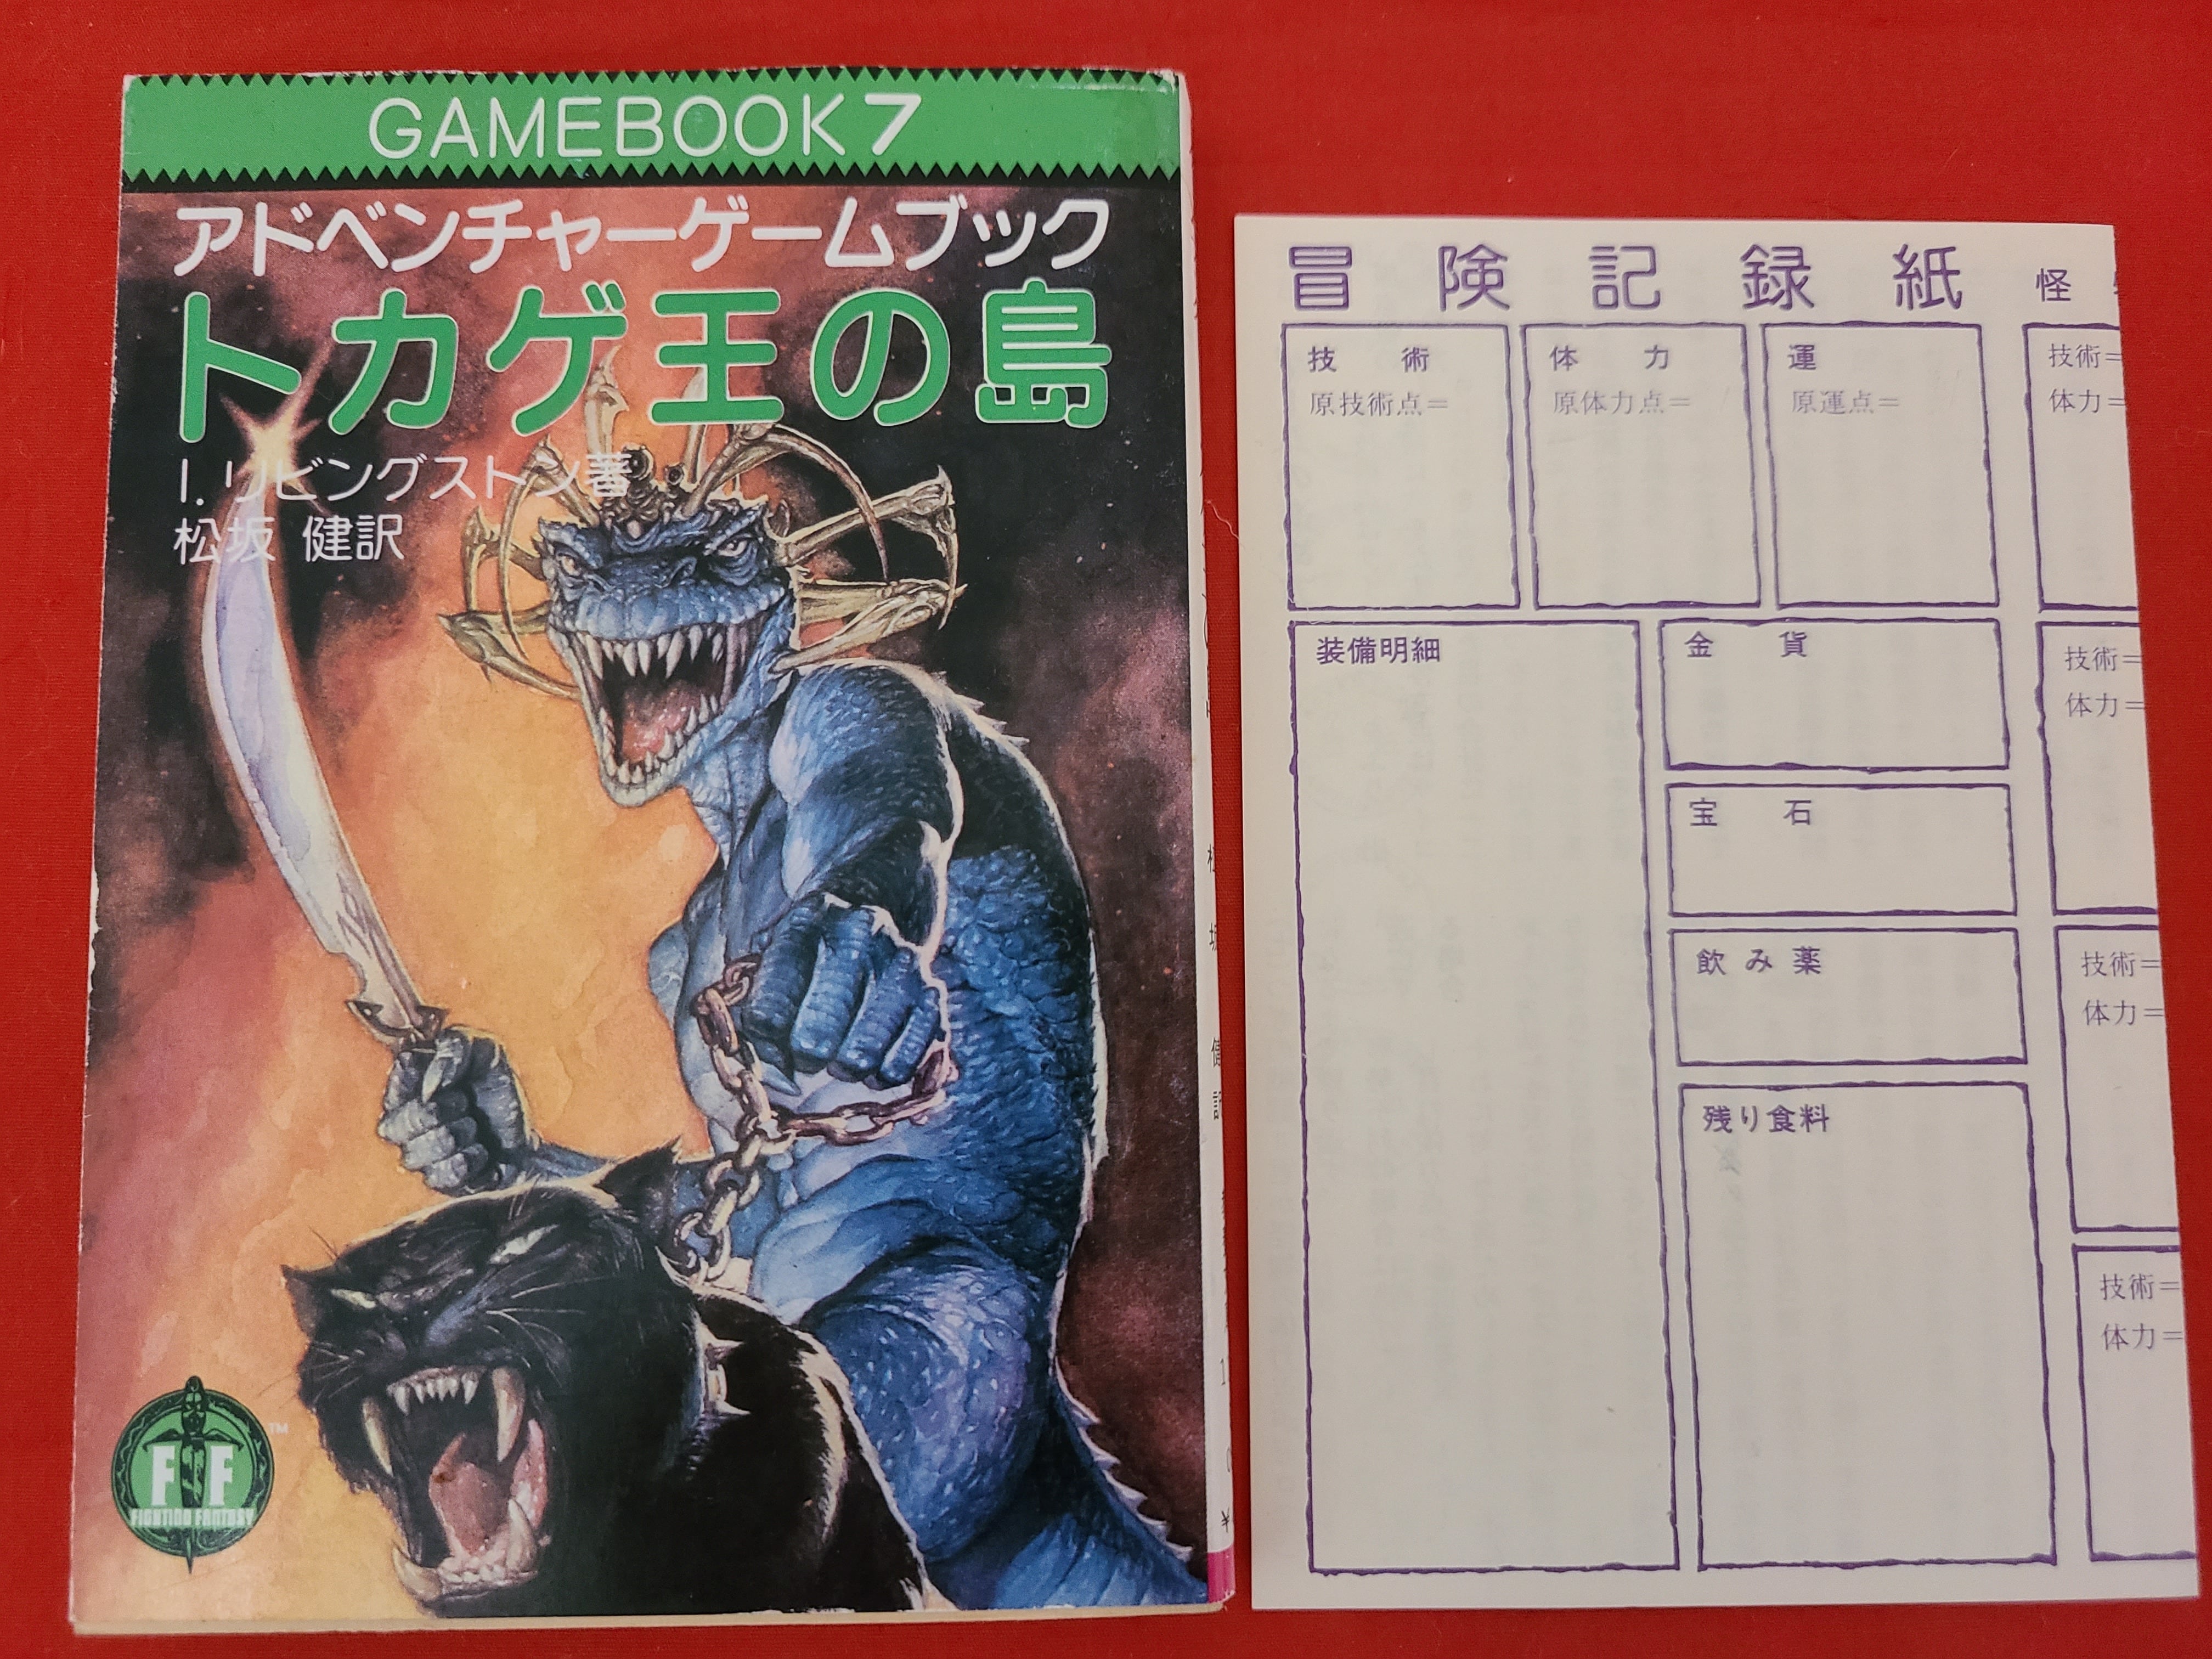 GAMEBOOK7
アドベンチャーゲームブック
トカゲ王の島
I.リビングストン著
松坂 健訳
FF
TM
FIGHTING FANTASY
冒険記録紙
技術
原技術点=
体力
原体力点=
運
原運点=
装備明細
金貨
宝石
飲み薬
残り食料
怪
技術=
体力=
技術=
体力=
技術=
体力=
技術=
体力=